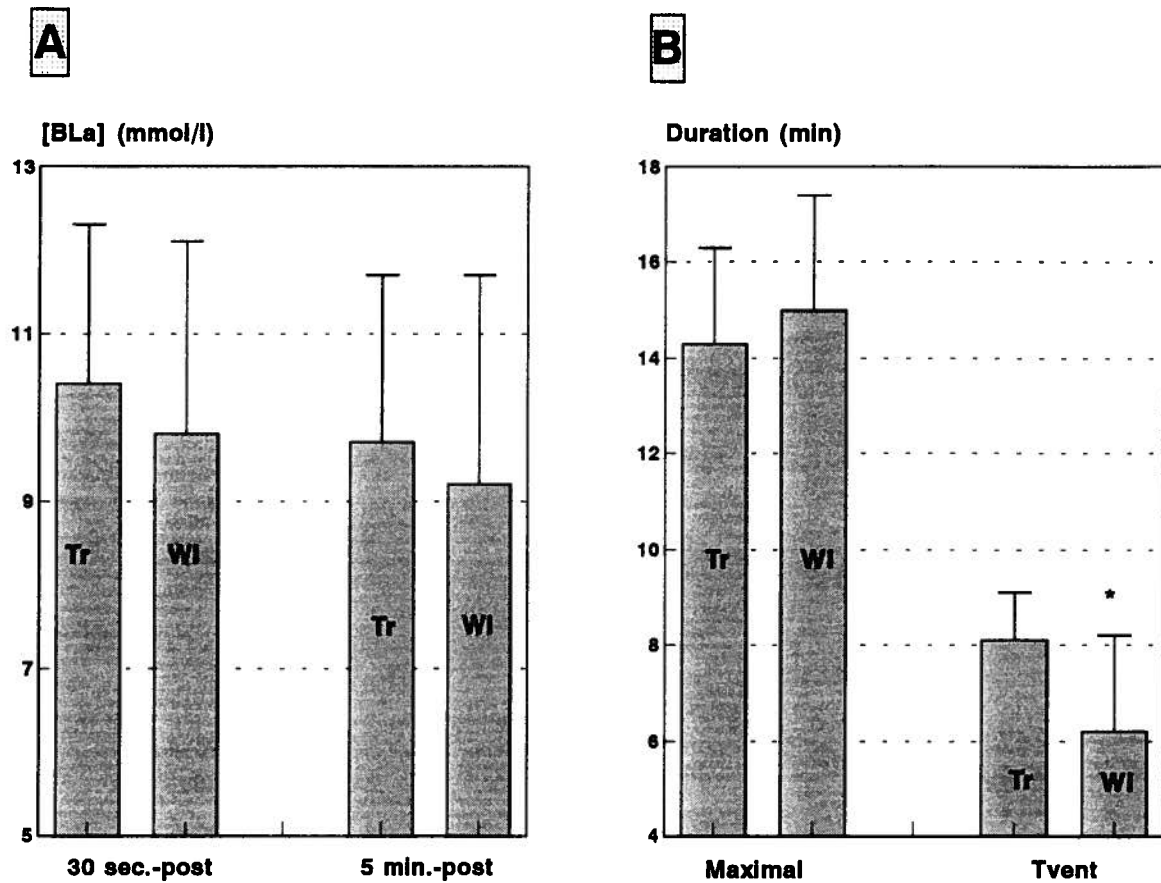 A
[BLa] (mmol/l)
13
11
9
7
5
Tr
Wl
Tr
Wl
30 sec.-post
5 min.-post
B
Duration (min)
18
16
14
12
10
8
6
4
Tr
Wl
*
Tr
Wl
Maximal
Tvent